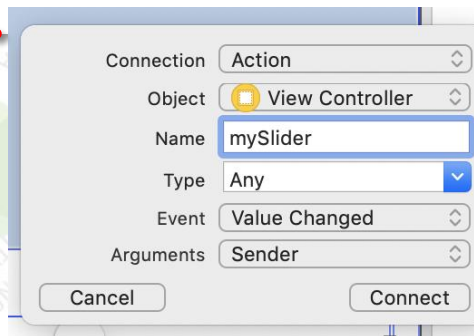 Connection Action
Object View Controller
Name mySlider
Type Any
Event Value Changed
Arguments Sender
Cancel Connect